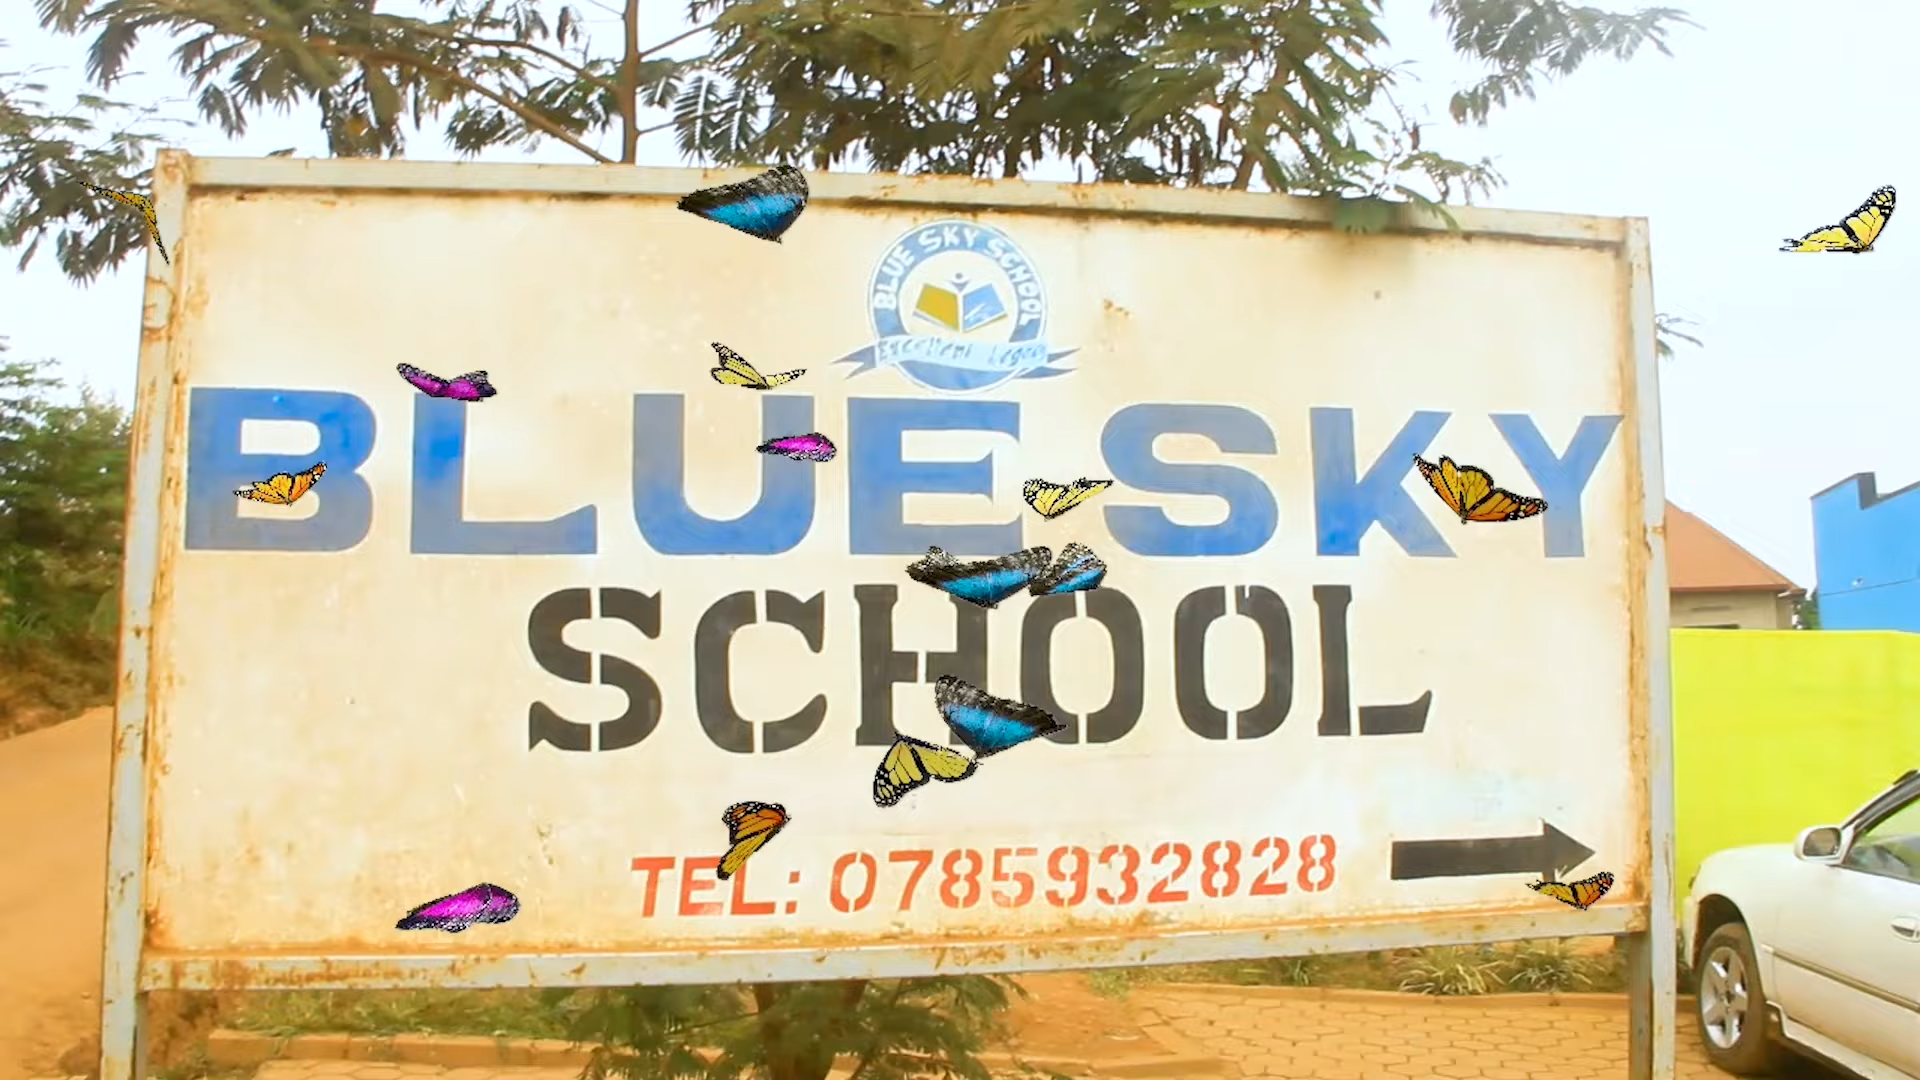 BLUE SKY SCHOOL
Excellent Legacy
BLUE SKY
SCHOOL
TEL: 0785932828